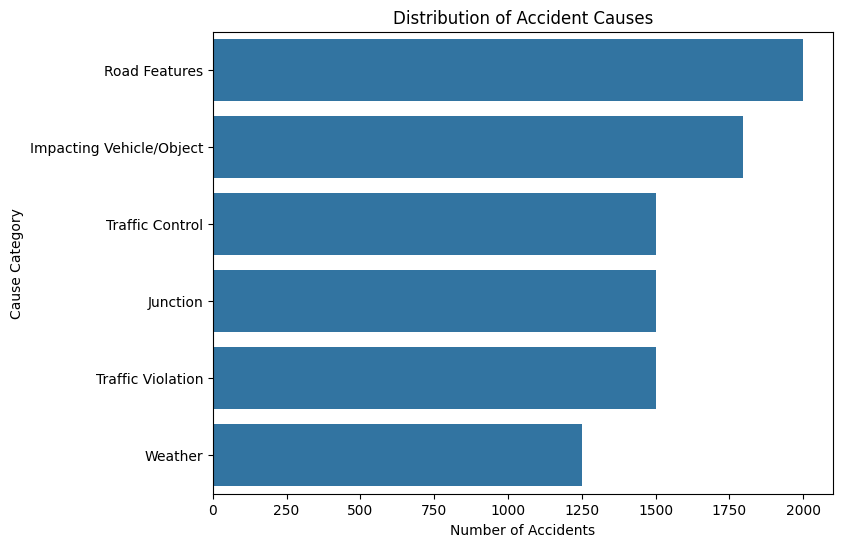 Distribution of Accident Causes
Cause Category
Road Features
Impacting Vehicle/Object
Traffic Control
Junction
Traffic Violation
Weather
0 250 500 750 1000 1250 1500 1750 2000
Number of Accidents